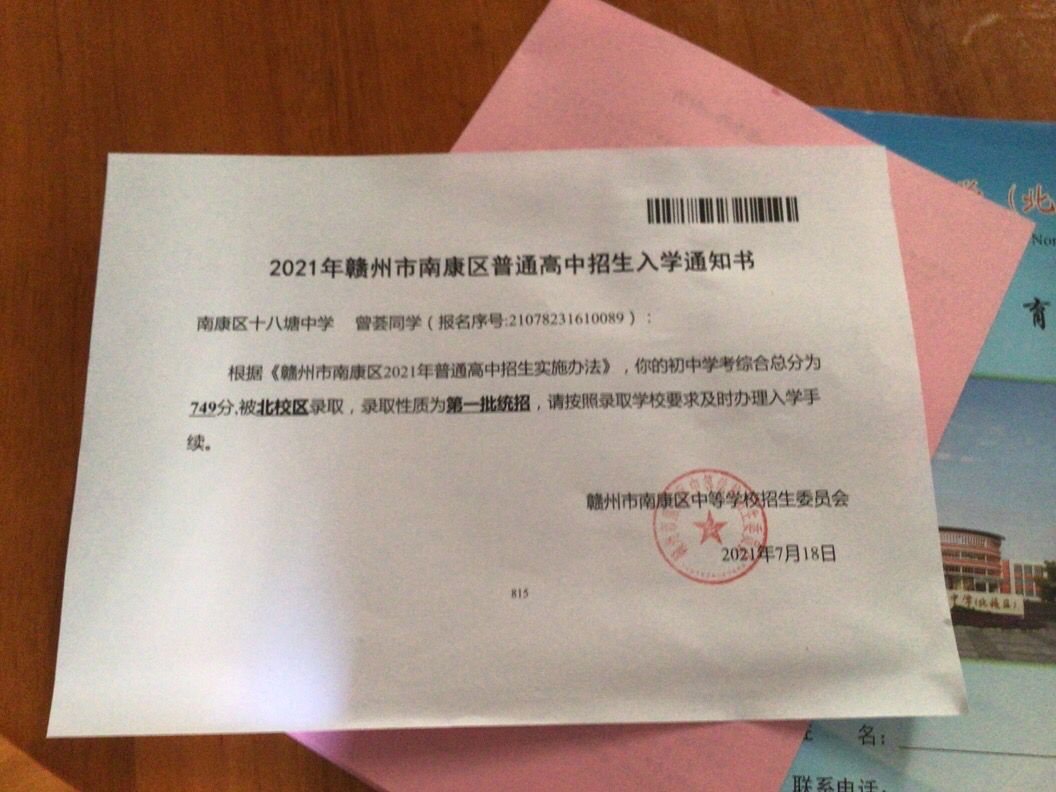 2021年赣州市南康区普通高中招生入学通知书
南康区十八塘中学 曾荟同学（报名序号:21078231610089）：
根据《赣州市南康区2021年普通高中招生实施办法》，你的初中学考综合总分为
749分,被北校区录取，录取性质为第一批统招，请按照录取学校要求及时办理入学手
续。
赣州市南康区中等学校招生委员会
2021年7月18日
815
（北
Nor
育
中学(北校区)
名：
联系电话：